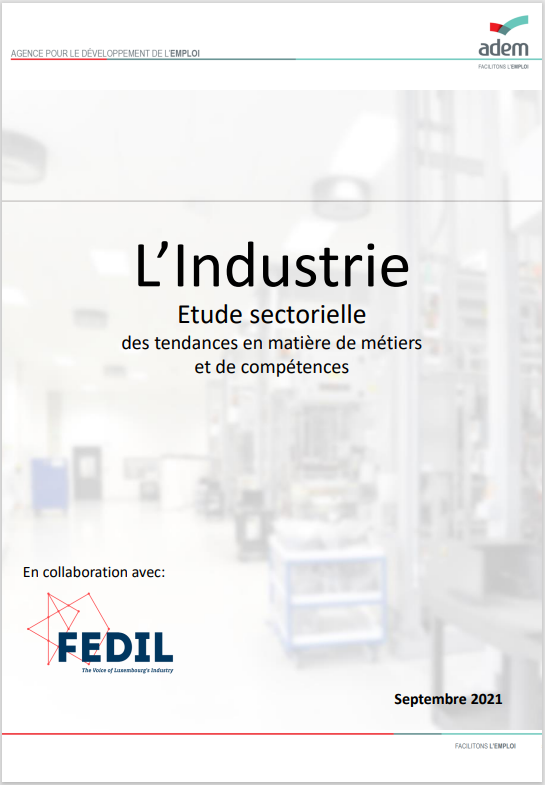 AGENCE POUR LE DÉVELOPPEMENT DE L'EMPLOI
adem
FACILITONS L'EMPLOI
L'Industrie
Etude sectorielle
des tendances en matière de métiers
et de compétences
En collaboration avec:
FEDIL
The Voice of Luxembourg's Industry
Septembre 2021
FACILITONS L'EMPLOI